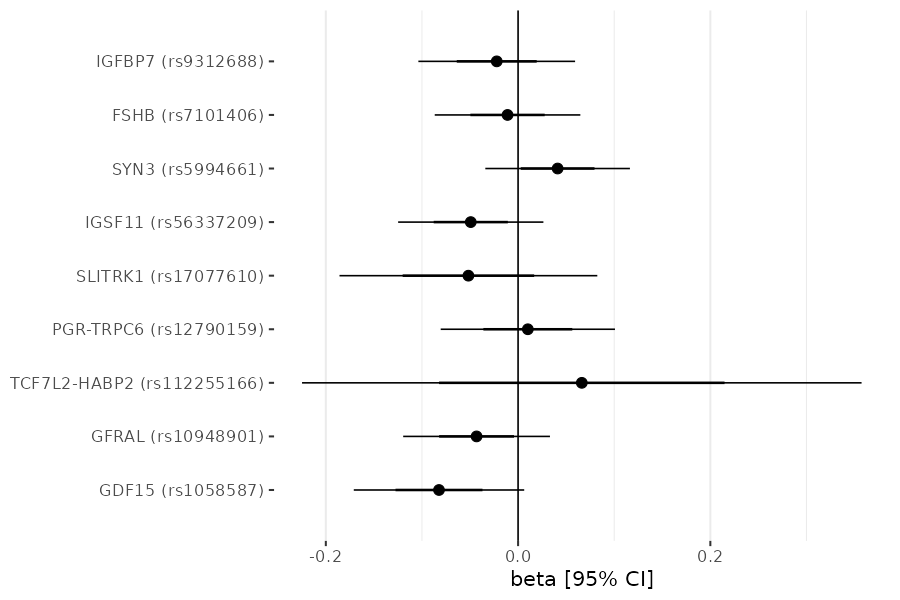 IGFBP7 (rs9312688)
FSHB (rs7101406)
SYN3 (rs5994661)
IGSF11 (rs56337209)
SLITRK1 (rs17077610)
PGR-TRPC6 (rs12790159)
TCF7L2-HABP2 (rs112255166)
GFRAL (rs10948901)
GDF15 (rs1058587)
-0.2 0.0 0.2
beta [95% CI]